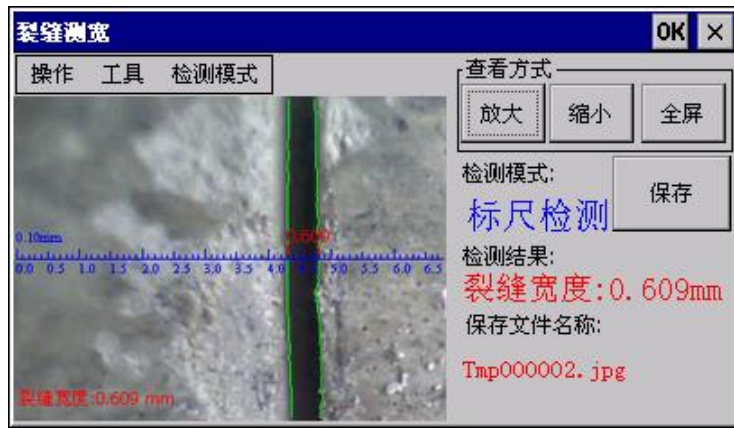 裂缝测宽 OK ×
操作 工具 检测模式
查看方式
放大 缩小 全屏
检测模式:
标尺检测
保存
0.10mm
0.609
0.0 0.5 1.0 1.5 2.0 2.5 3.0 3.5 4.0 4.5 5.0 5.5 6.0 6.5
检测结果:
裂缝宽度:0.609mm
保存文件名称:
Tmp000002.jpg
裂缝宽度:0.609 mm